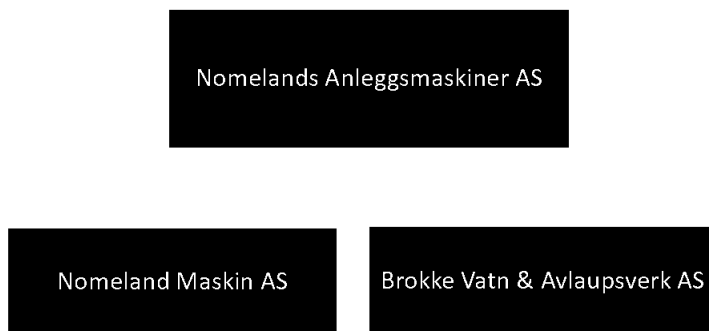 Nomelands Anleggsmaskiner AS
Nomeland Maskin AS
Brokke Vatn & Avlaupsverk AS